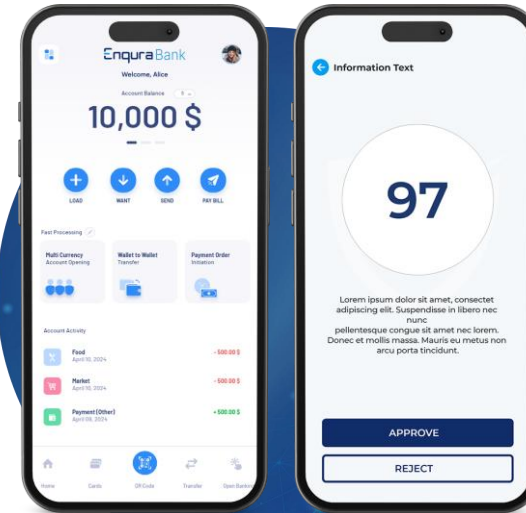 Enqura Bank
Welcome, Alice
Account Balance
$
10,000 $
LOAD
WANT
SEND
PAY BILL
Fast Processing
Multi Currency
Account Opening
Wallet to Wallet
Transfer
Payment Order
Initiation
Account Activity
Food
April 16, 2024
- 500.00 $
Market
April 10, 2024
- 500.00 $
Payment (Other)
April 09, 2024
+ 500.00 $
Home
Cards
QR Code
Transfer
Open Banking
Information Text
97
Lorem ipsum dolor sit amet, consectet
adipiscing elit. Suspendisse in libero nec
nunc
pellentesque congue sit amet nec lorem.
Donec et mollis massa. Mauris eu metus non
arcu porta tincidunt.
APPROVE
REJECT